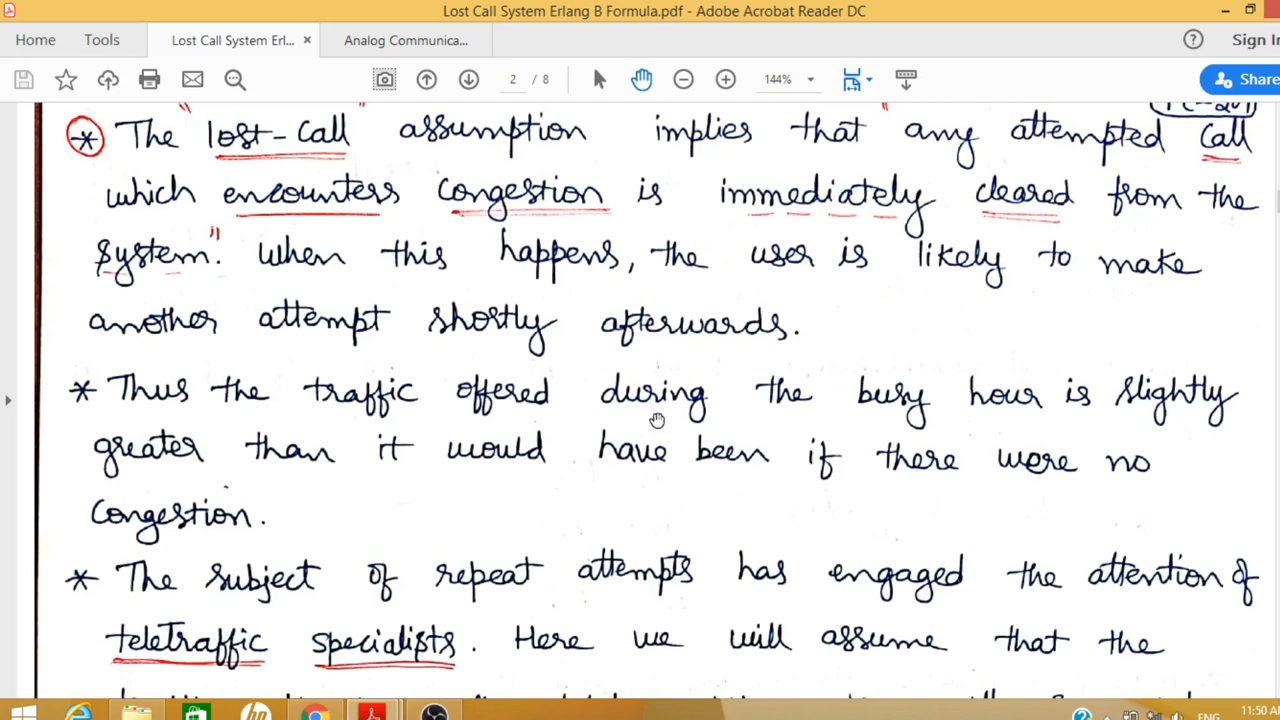 Lost Call System Erlang B Formula.pdf - Adobe Acrobat Reader DC
Home Tools Lost Call System Erl... × Analog Communica... Sign In
2 / 8 144% Share
* The lost-Call" assumption implies that "any attempted Call
which encounters Congestion is immediately cleared from the
System." When this happens, the user is likely to make
another attempt shortly afterwards.
* Thus the traffic offered during the busy hour is slightly
greater than it would have been if there were no
Congestion.
* The subject of repeat attempts has engaged the attention of
teletraffic specialists. Here we will assume that the
ENG 11:50 AM